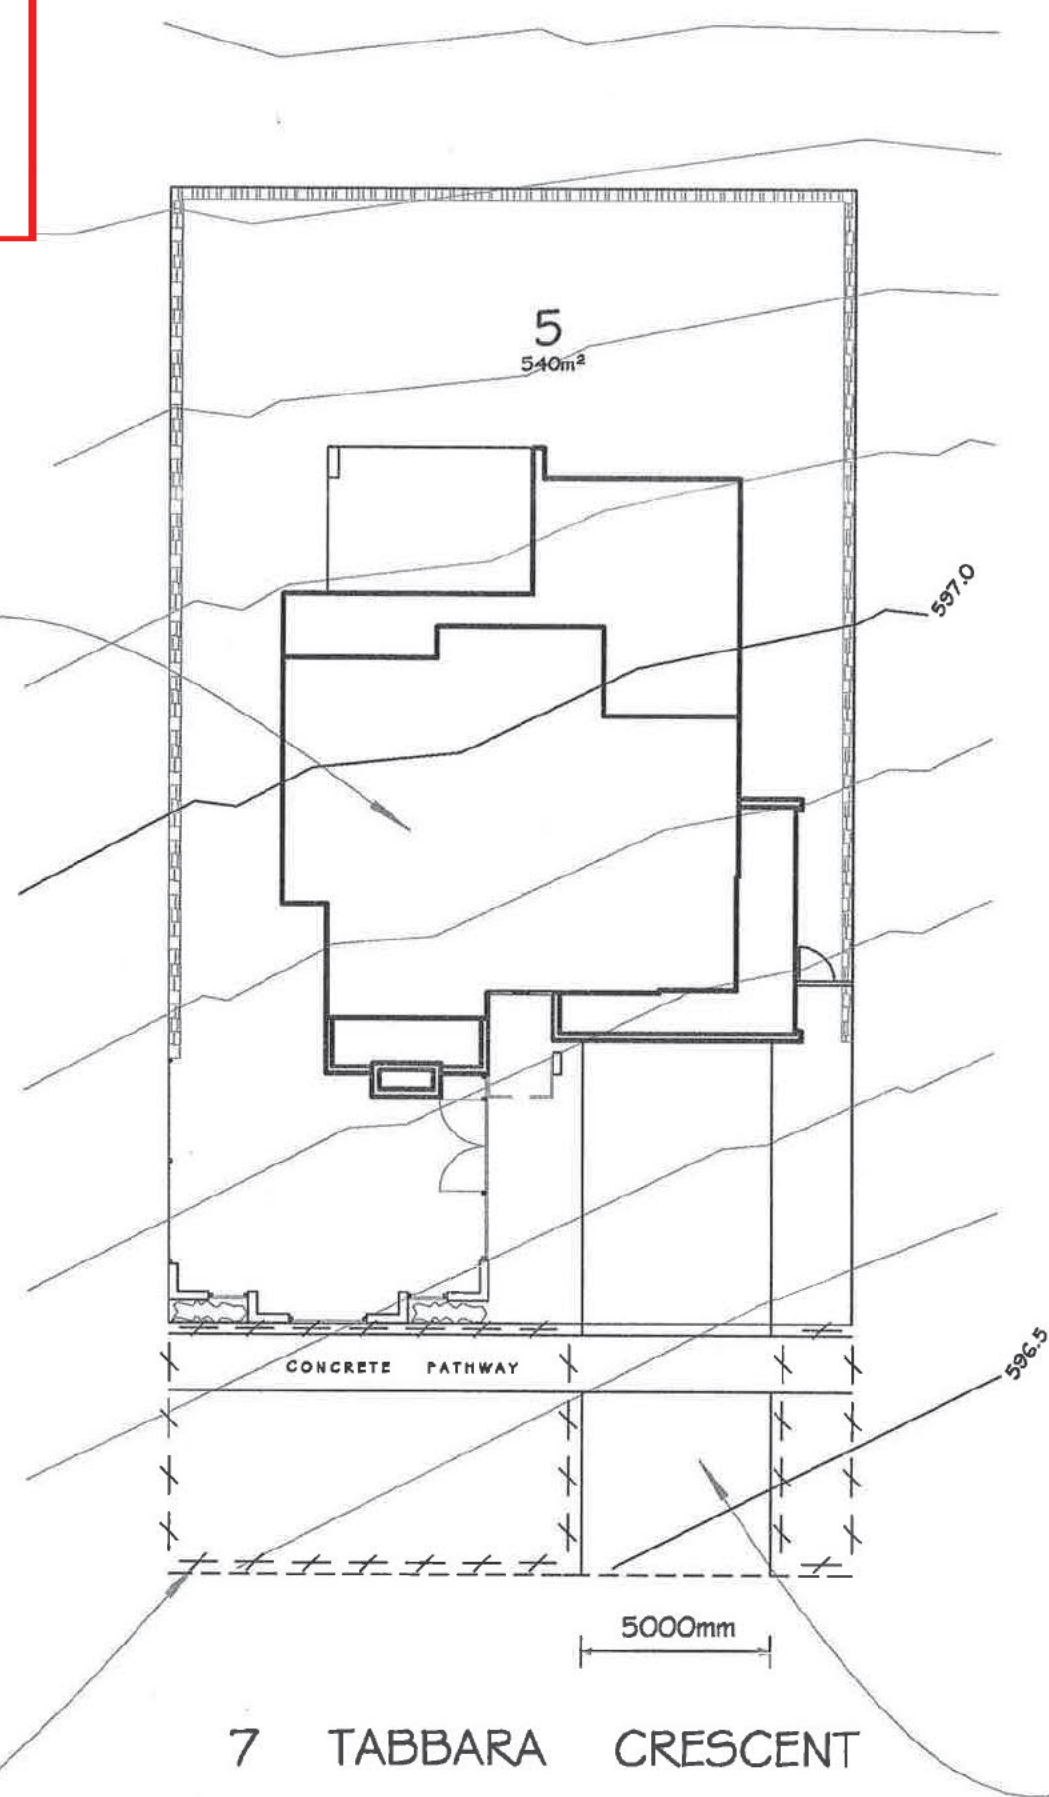 5
540m²
597.0
596.5
CONCRETE PATHWAY
5000mm
7 TABBARA CRESCENT